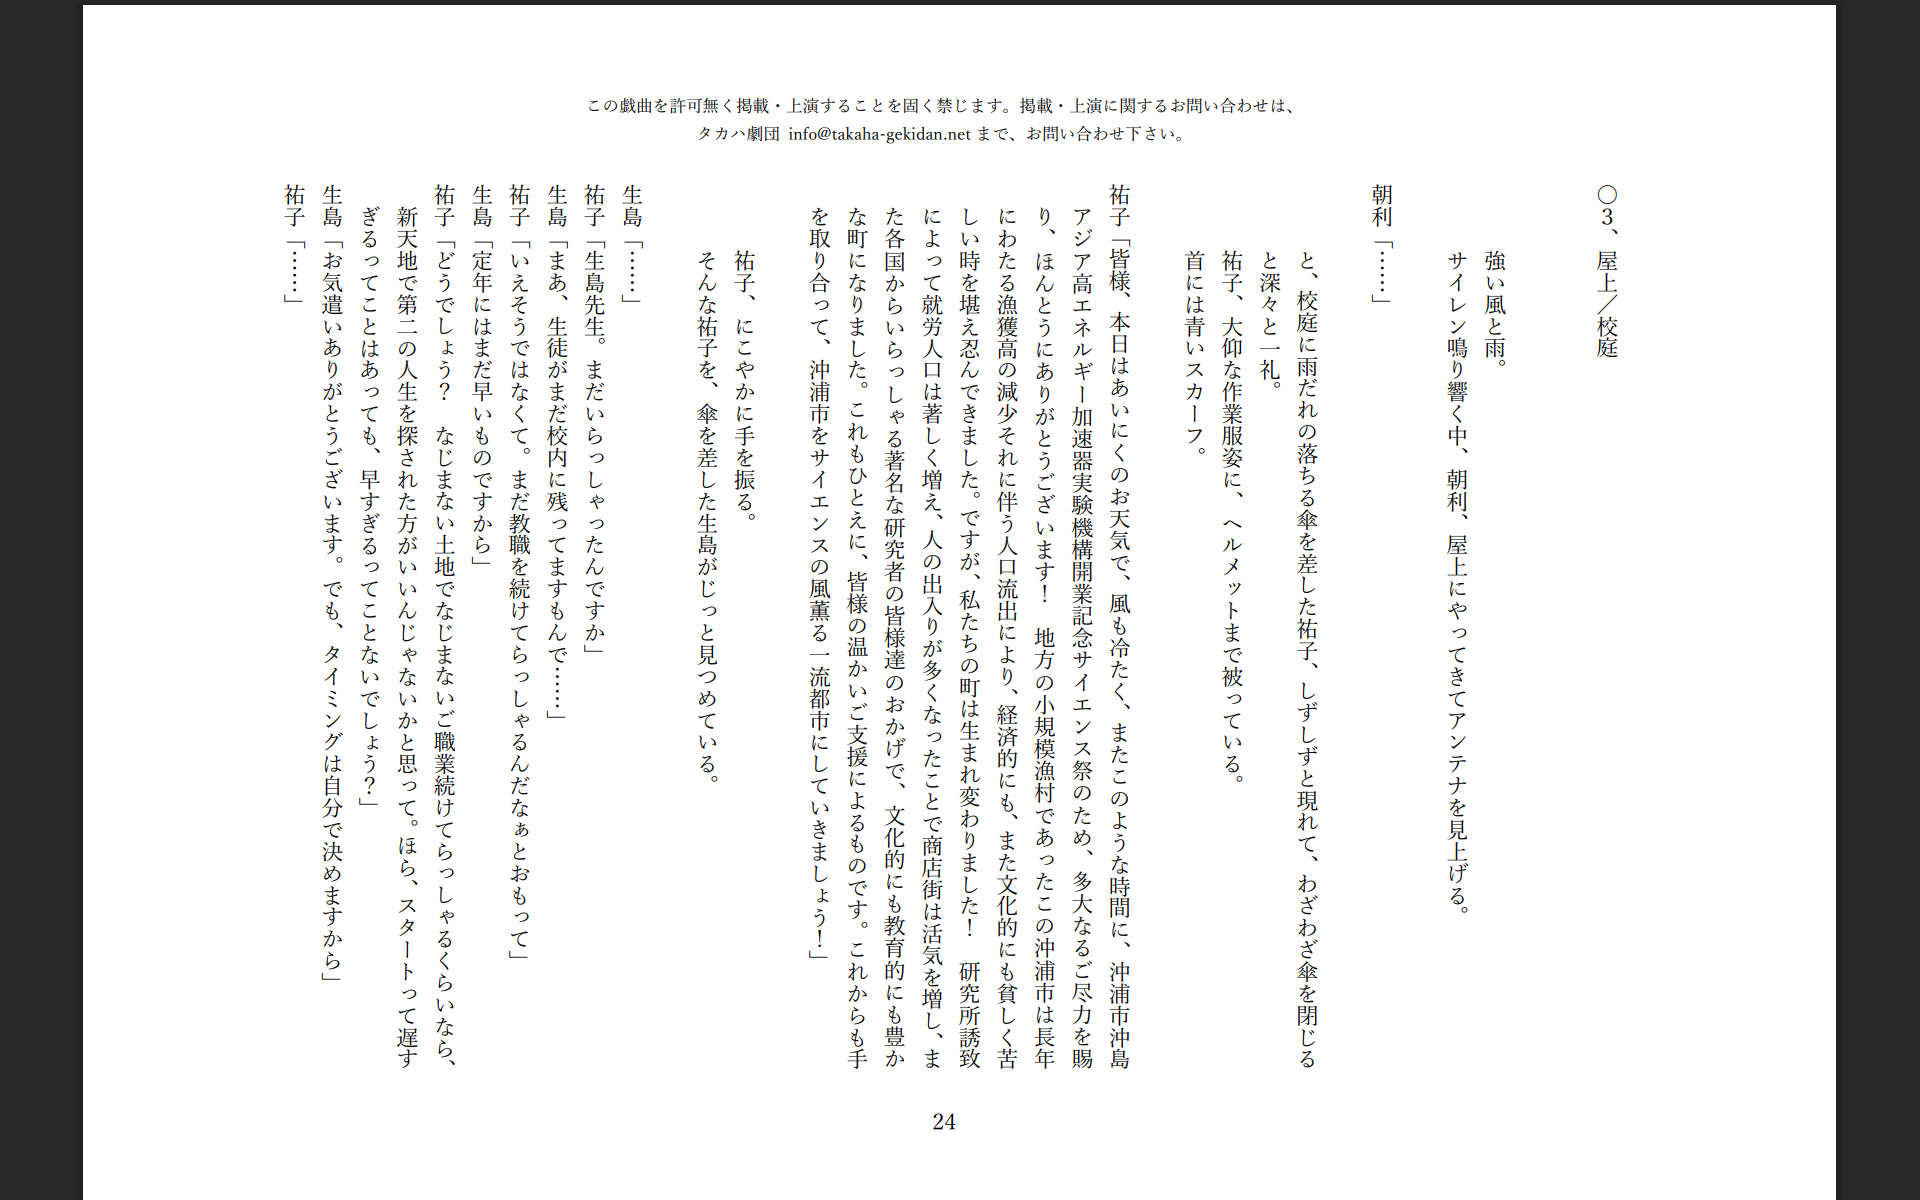 この戯曲を許可無く掲載・上演することを固く禁じます。掲載・上演に関するお問い合わせは、
タカハ劇団 info@takaha-gekidan.net まで、お問い合わせ下さい。
〇３、屋上／校庭
強い風と雨。
サイレン鳴り響く中、朝利、屋上にやってきてアンテナを見上げる。
朝利「……」
と、校庭に雨だれの落ちる傘を差した祐子、しずしずと現れて、わざわざ傘を閉じる
と深々と一礼。
祐子、大仰な作業服姿に、ヘルメットまで被っている。
首には青いスカーフ。
祐子「皆様、本日はあいにくのお天気で、風も冷たく、またこのような時間に、沖浦市沖島
アジア高エネルギー加速器実験機構開業記念サイエンス祭のため、多大なるご尽力を賜
り、ほんとうにありがとうございます！　地方の小規模漁村であったこの沖浦市は長年
にわたる漁獲高の減少それに伴う人口流出により、経済的にも、また文化的にも貧しく苦
しい時を堪え忍んできました。ですが、私たちの町は生まれ変わりました！　研究所誘致
によって就労人口は著しく増え、人の出入りが多くなったことで商店街は活気を増し、ま
た各国からいらっしゃる著名な研究者の皆様達のおかげで、文化的にも教育的にも豊か
な町になりました。これもひとえに、皆様の温かいご支援によるものです。これからも手
を取り合って、沖浦市をサイエンスの風薫る一流都市にしていきましょう！」
祐子、にこやかに手を振る。
そんな祐子を、傘を差した生島がじっと見つめている。
生島「……」
祐子「生島先生。まだいらっしゃったんですか」
生島「まあ、生徒がまだ校内に残ってますもんで……」
祐子「いえそうではなくて。まだ教職を続けてらっしゃるんだなぁとおもって」
生島「定年にはまだ早いものですから」
祐子「どうでしょう？　なじまない土地でなじまないご職業続けてらっしゃるくらいなら、
新天地で第二の人生を探された方がいいんじゃないかと思って。ほら、スタートって遅す
ぎるってことはあっても、早すぎるってことないでしょう？」
生島「お気遣いありがとうございます。でも、タイミングは自分で決めますから」
祐子「……」
24